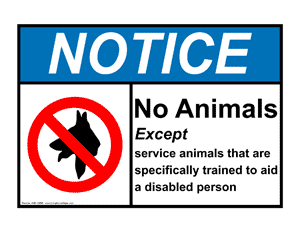 NOTICE
No Animals
Except
service animals that are
specifically trained to aid
a disabled person